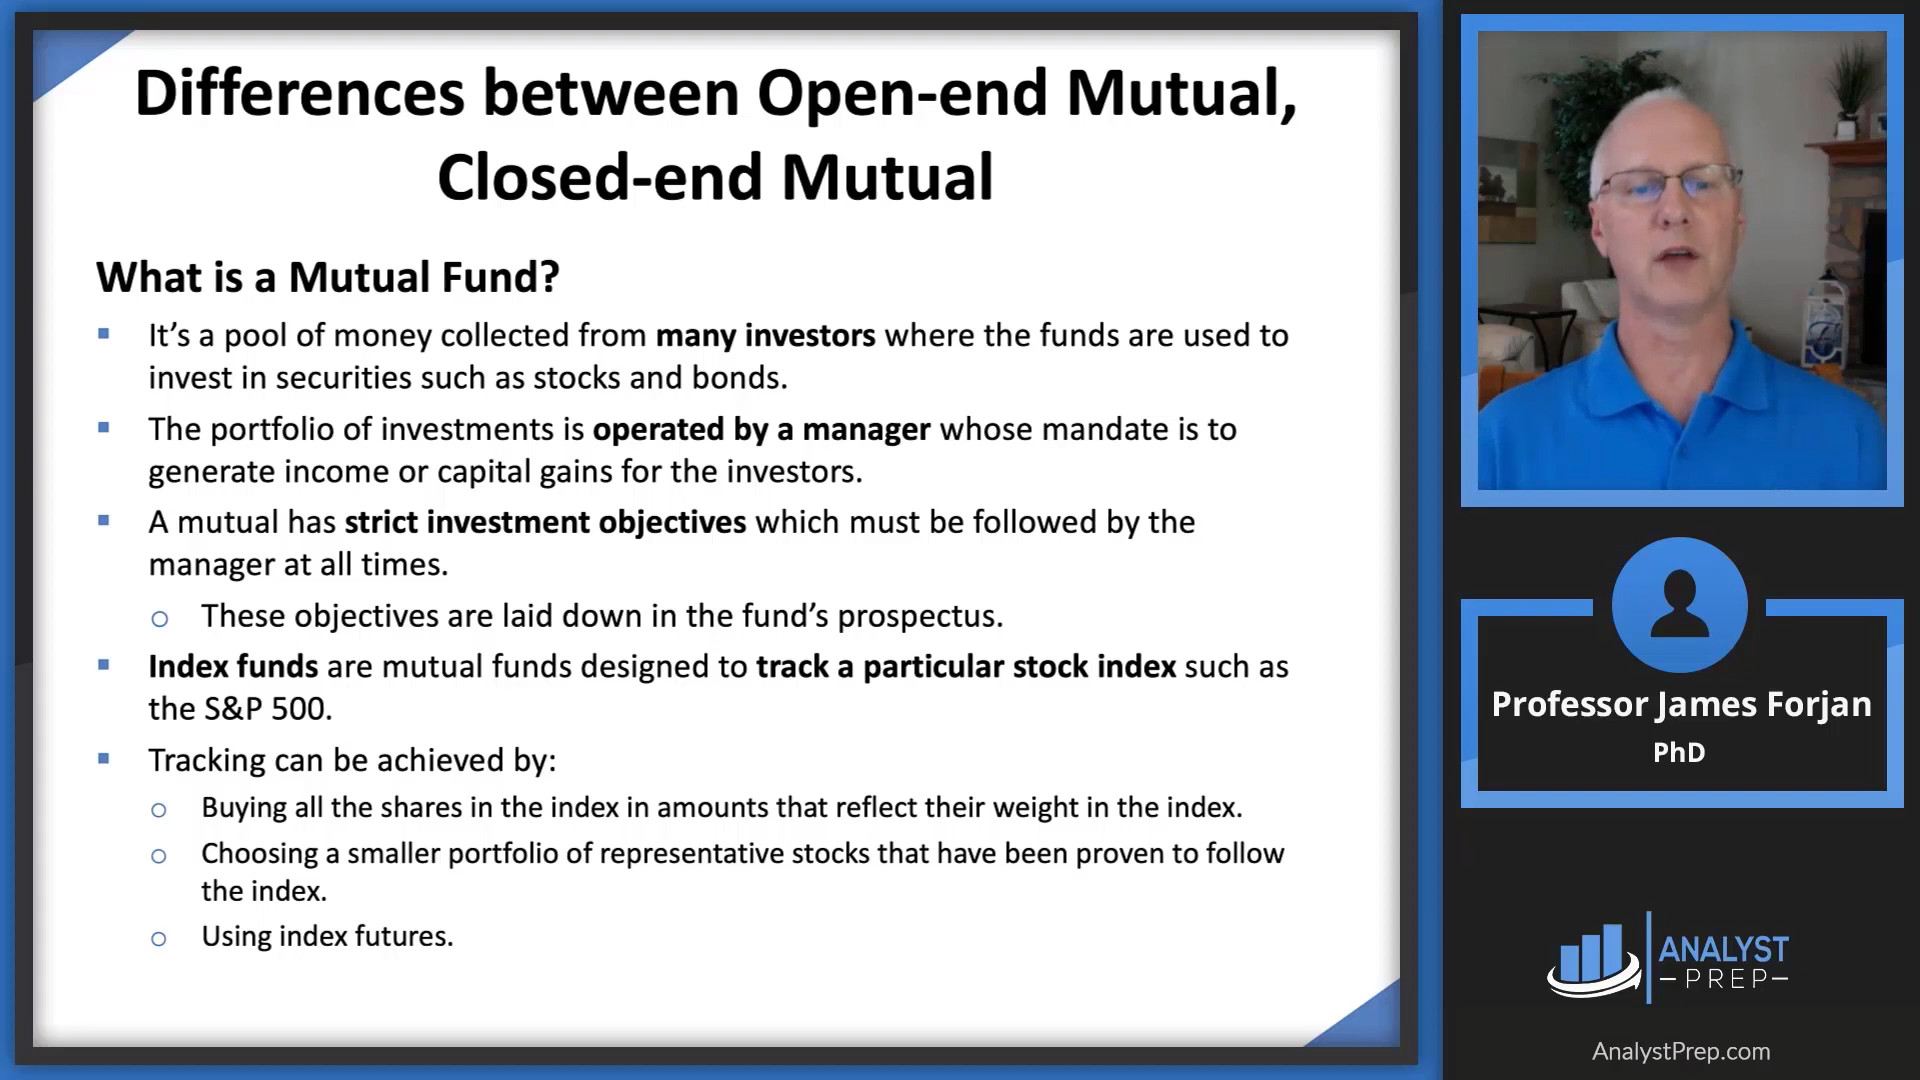 Differences between Open-end Mutual,
Closed-end Mutual
What is a Mutual Fund?
It’s a pool of money collected from many investors where the funds are used to
invest in securities such as stocks and bonds.
The portfolio of investments is operated by a manager whose mandate is to
generate income or capital gains for the investors.
A mutual has strict investment objectives which must be followed by the
manager at all times.
These objectives are laid down in the fund’s prospectus.
Index funds are mutual funds designed to track a particular stock index such as
the S&P 500.
Tracking can be achieved by:
Buying all the shares in the index in amounts that reflect their weight in the index.
Choosing a smaller portfolio of representative stocks that have been proven to follow
the index.
Using index futures.
Professor James Forjan
PhD
ANALYST
PREP
AnalystPrep.com